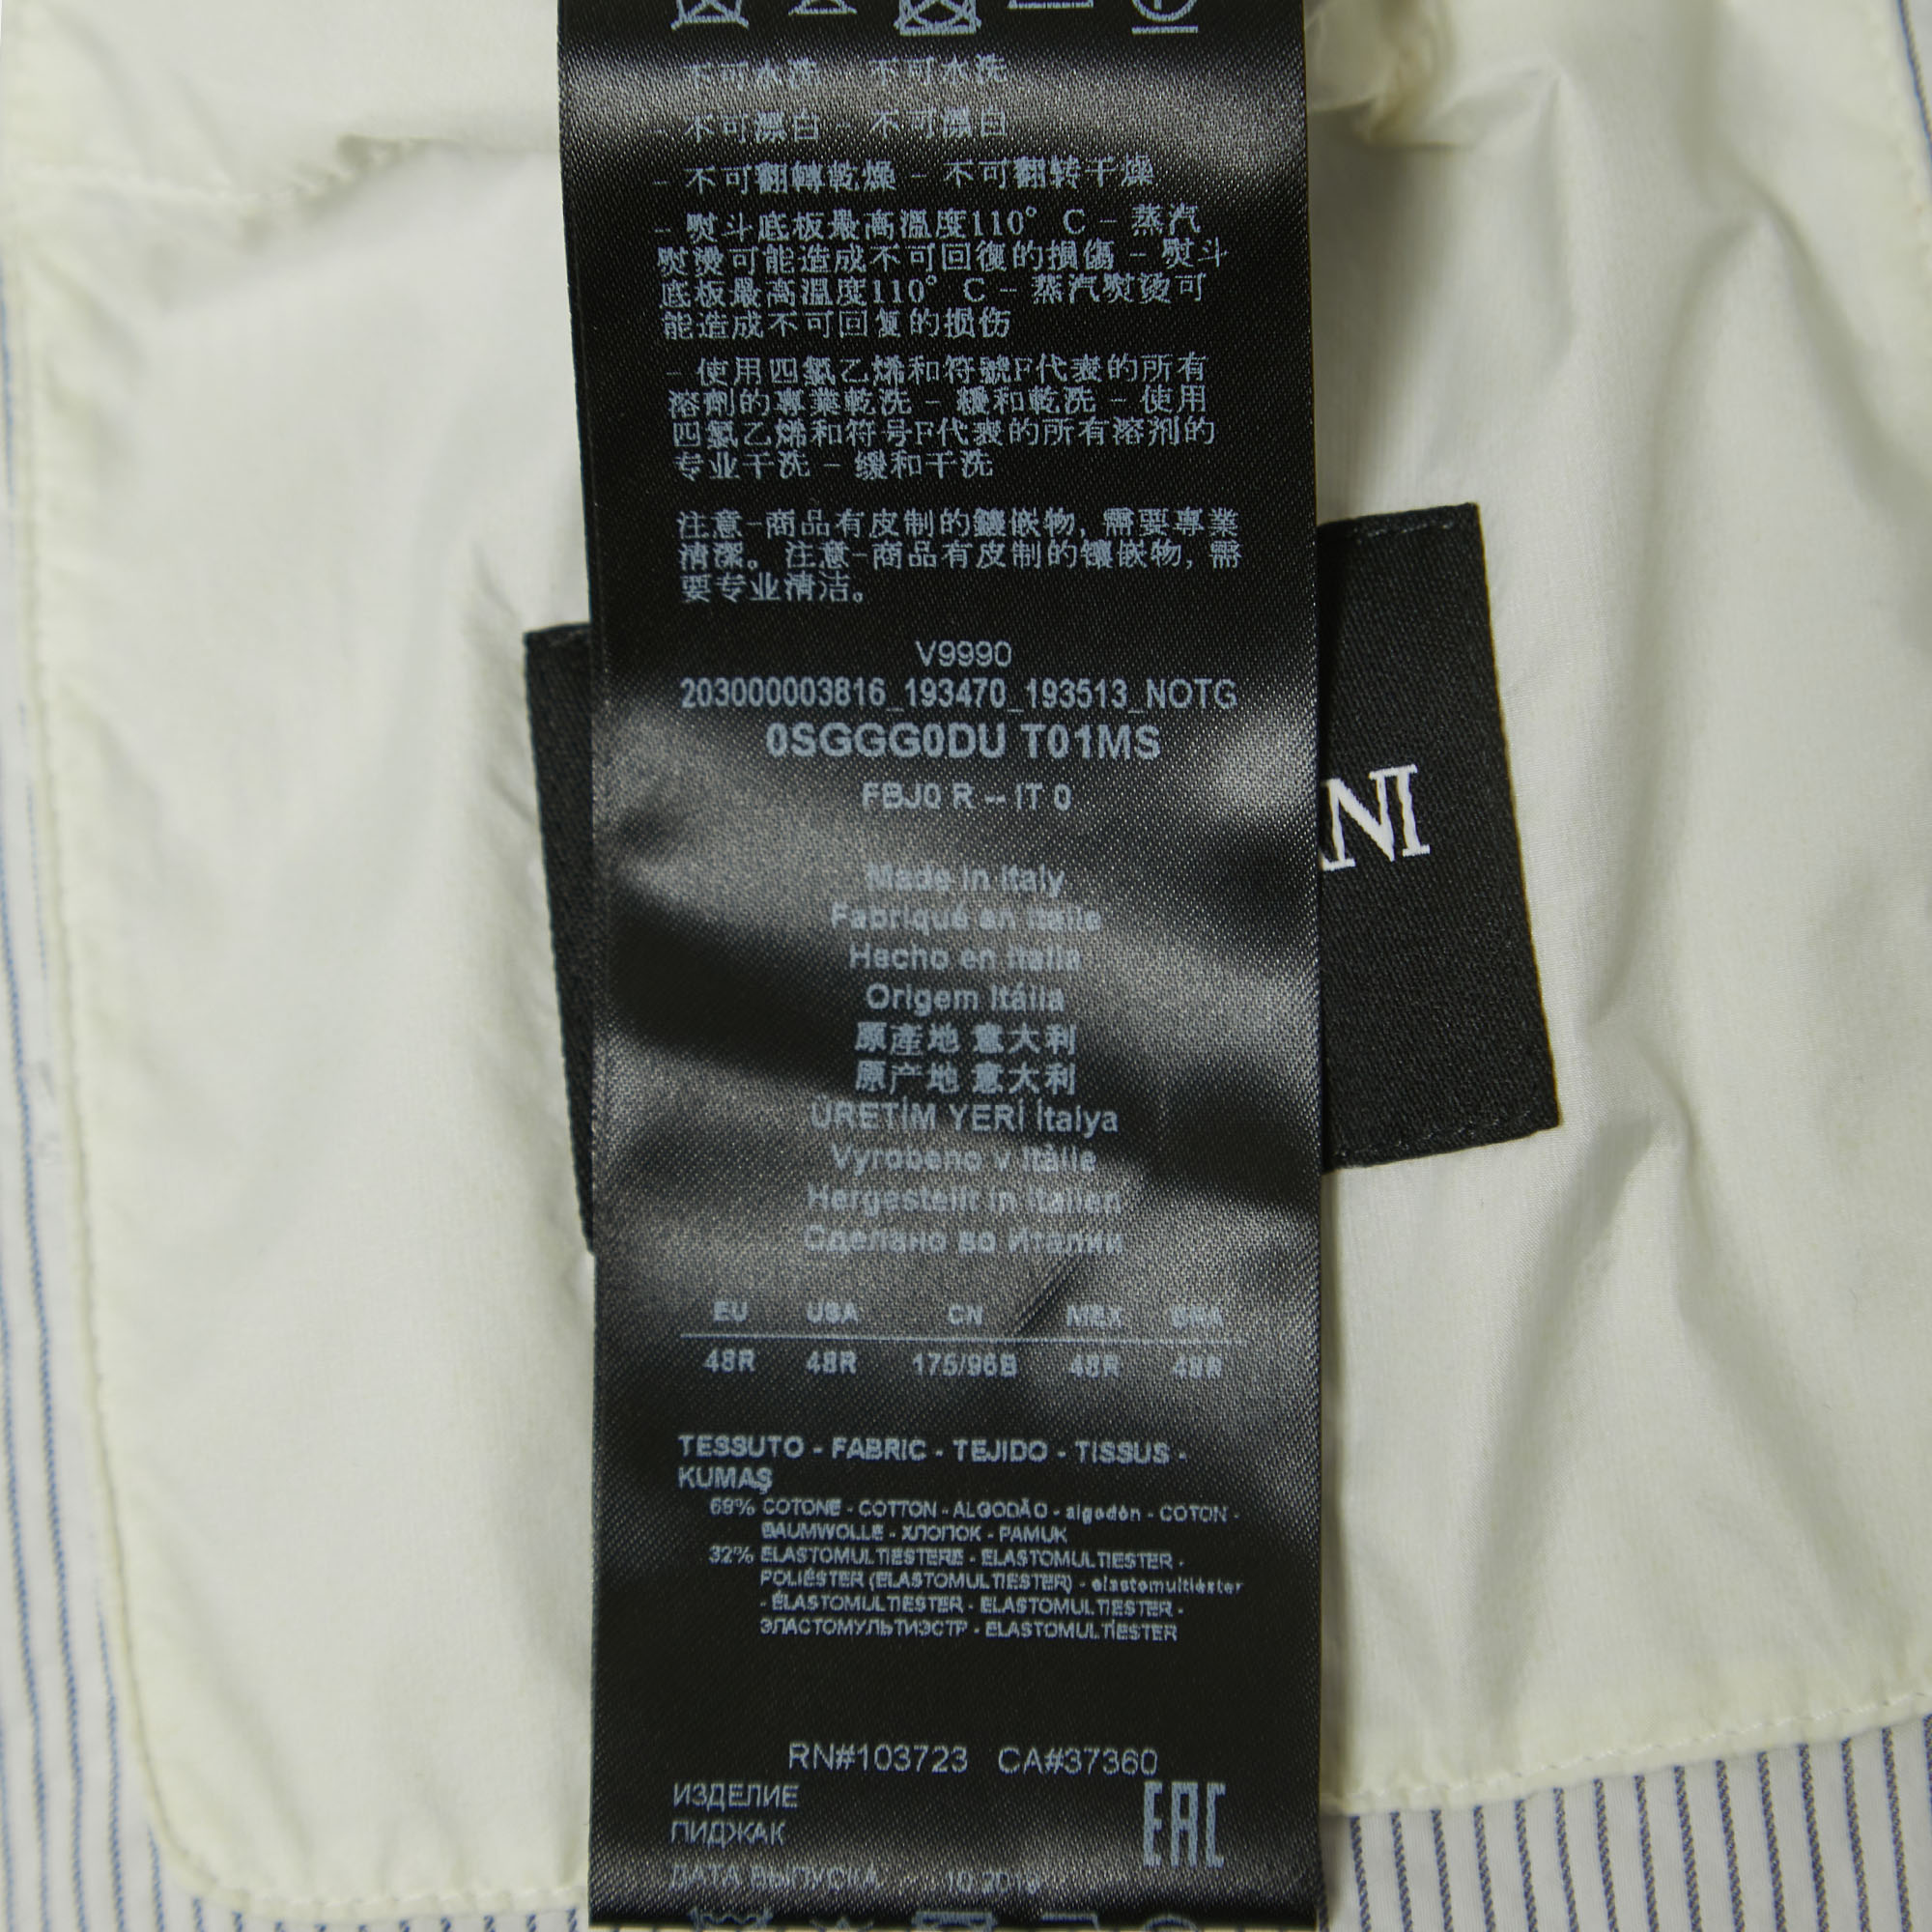 - 不可水洗 - 不可水洗
- 不可漂白 - 不可漂白
- 不可翻轉乾燥 - 不可翻转干燥
- 熨斗底板最高溫度110° C - 蒸汽
熨燙可能造成不可回復的損傷 - 熨斗
底板最高温度110° C - 蒸汽熨烫可
能造成不可回复的损伤
- 使用四氯乙烯和符號F代表的所有
溶劑的專業乾洗 - 緩和乾洗 - 使用
四氯乙烯和符号F代表的所有溶剂的
专业干洗 - 缓和干洗
注意-商品有皮制的鑲嵌物, 需要專業
清潔。注意-商品有皮制的镶嵌物, 需
要专业清洁。
V9990
203000003816_193470_193513_NOTG
0SGGG0DU T01MS
FBJ0 R -- IT 0
ANI
Made in Italy
Fabriqué en Italie
Hecho en Italia
Origem Itália
原產地 意大利
原产地 意大利
ÜRETİM YERİ İtalya
Vyrobeno v Itálie
Hergestellt in Italien
Сделано во Италии
EU USA CN MEX BRA
48R 48R 175/96B 48R 48R
TESSUTO - FABRIC - TEJIDO - TISSUS -
KUMAŞ
68% COTONE - COTTON - ALGODÃO - algodón - COTON -
BAUMWOLLE - ХЛОПОК - PAMUK
32% ELASTOMULTIESTERE - ELASTOMULTIESTER -
POLIÉSTER (ELASTOMULTIESTER) - elastomultiéster
- ÉLASTOMULTIESTER - ELASTOMULTIESTER -
ЭЛАСТОМУЛЬТИЭСТР - ELASTOMULTİESTER
RN#103723 CA#37360
ИЗДЕЛИЕ
ПИДЖАК
EAC
ДАТА ВЫПУСКА